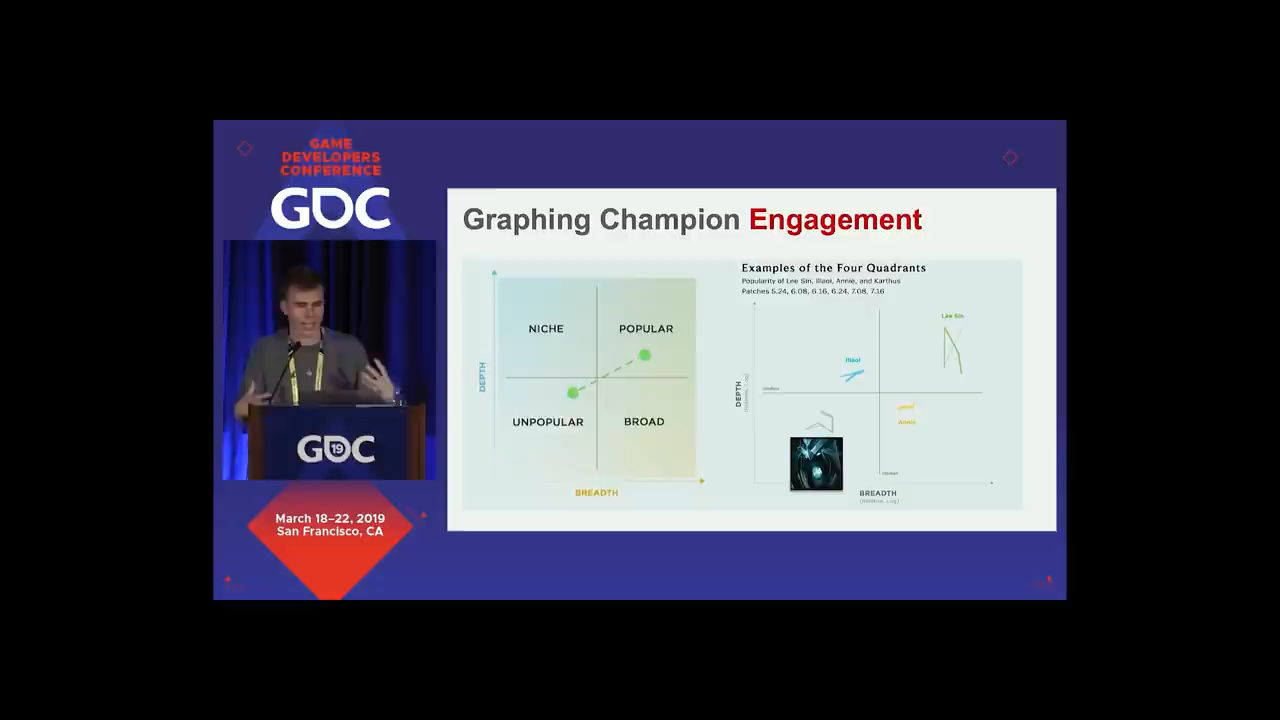 GAME
DEVELOPERS
CONFERENCE
GDC
GDC
19
March 18–22, 2019
San Francisco, CA
Graphing Champion Engagement
DEPTH
NICHE
POPULAR
UNPOPULAR
BROAD
BREADTH
Examples of the Four Quadrants
Popularity of Lee Sin, Illaoi, Annie, and Karthus
Patches 5.24, 6.08, 6.16, 6.24, 7.08, 7.16
Lee Sin
Illaoi
DEPTH
Annie
BREADTH